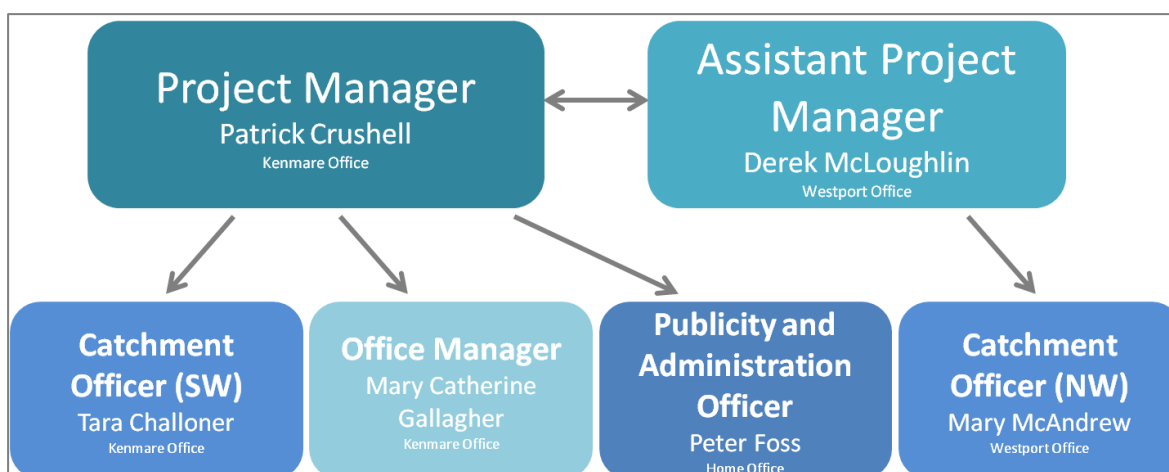 Project Manager
Patrick Crushell
Kenmare Office
Assistant Project
Manager
Derek McLoughlin
Westport Office
Catchment
Officer (SW)
Tara Challoner
Kenmare Office
Office Manager
Mary Catherine
Gallagher
Kenmare Office
Publicity and
Administration
Officer
Peter Foss
Home Office
Catchment
Officer (NW)
Mary McAndrew
Westport Office